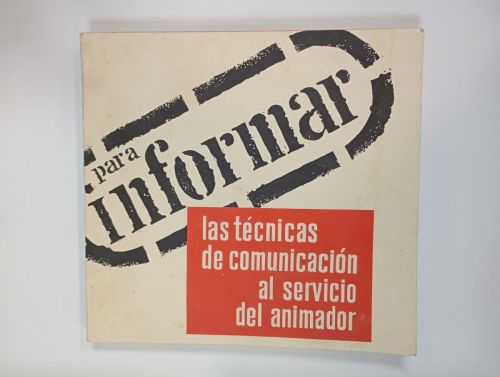 para
informar
las técnicas
de comunicación
al servicio
del animador